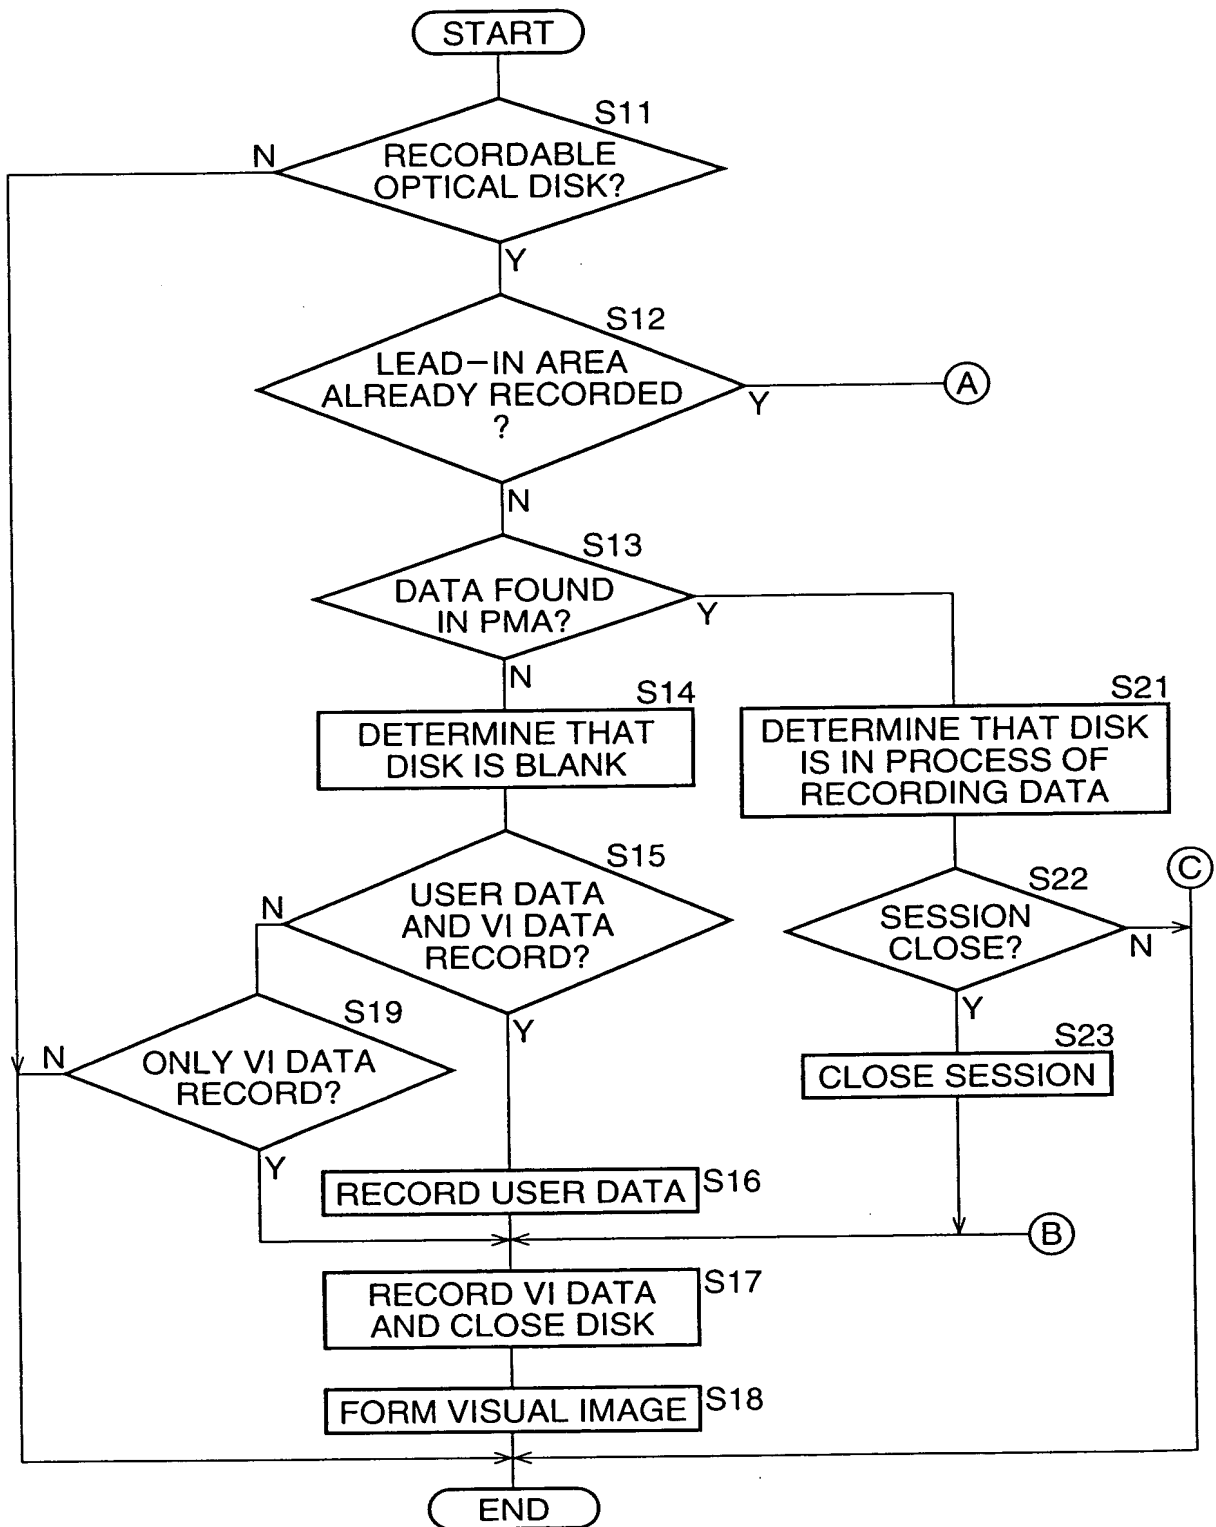 START
S11
N
RECORDABLE
OPTICAL DISK?
Y
S12
LEAD-IN AREA
ALREADY RECORDED
?
Y
A
N
S13
DATA FOUND
IN PMA?
Y
N
S14
DETERMINE THAT
DISK IS BLANK
S21
DETERMINE THAT DISK
IS IN PROCESS OF
RECORDING DATA
S15
N
USER DATA
AND VI DATA
RECORD?
Y
S22
SESSION
CLOSE?
N
C
Y
S19
N
ONLY VI DATA
RECORD?
Y
S23
CLOSE SESSION
RECORD USER DATA
S16
B
RECORD VI DATA
AND CLOSE DISK
S17
FORM VISUAL IMAGE
S18
END